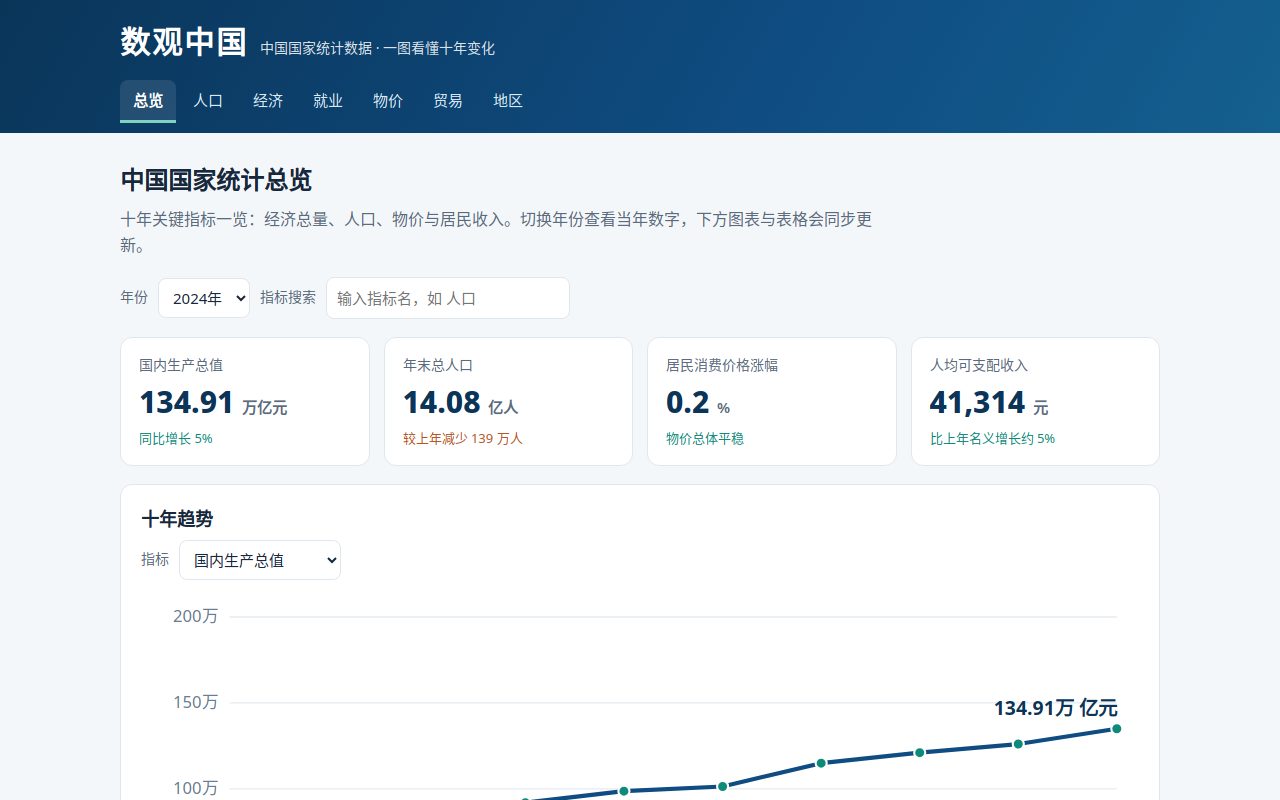 数观中国 中国国家统计数据 · 一图看懂十年变化
总览 人口 经济 就业 物价 贸易 地区
中国国家统计总览
十年关键指标一览：经济总量、人口、物价与居民收入。切换年份查看当年数字，下方图表与表格会同步更
新。
年份 2024年 指标搜索 输入指标名，如 人口
国内生产总值
134.91 万亿元
同比增长 5%
年末总人口
14.08 亿人
较上年减少 139 万人
居民消费价格涨幅
0.2 %
物价总体平稳
人均可支配收入
41,314 元
比上年名义增长约 5%
十年趋势
指标 国内生产总值
200万
150万
134.91万 亿元
100万